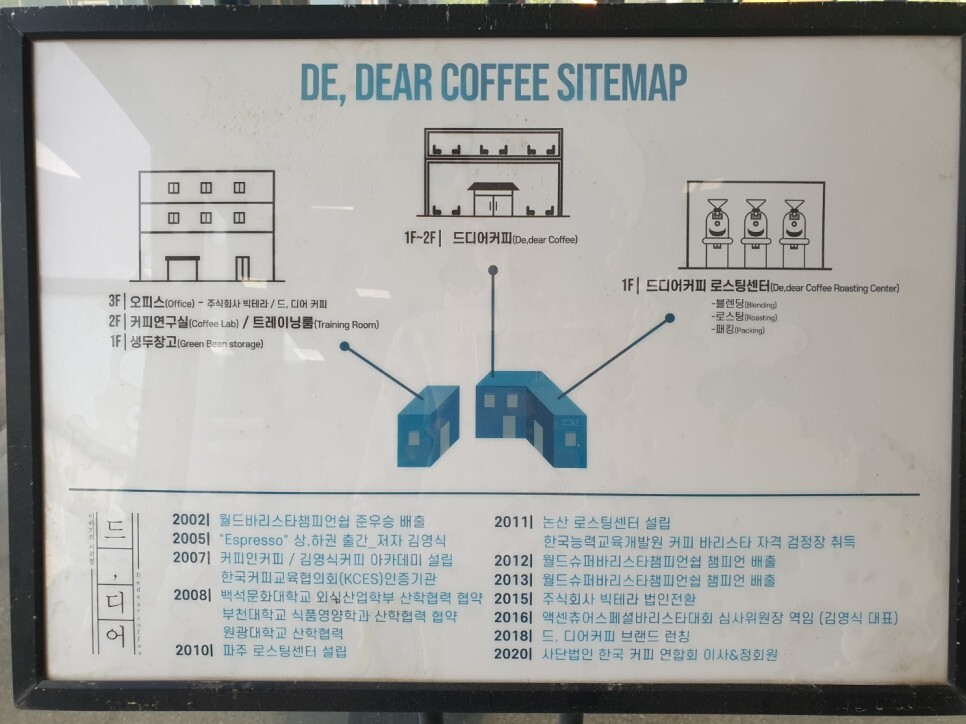 DE, DEAR COFFEE SITEMAP
1F~2F| 드디어커피(De,dear Coffee)
3F| 오피스(Office) - 주식회사 빅테라 / 드, 디어 커피
2F| 커피연구실(Coffee Lab) / 트레이닝룸(Training Room)
1F| 생두창고(Green Bean storage)
1F| 드디어커피 로스팅센터(De,dear Coffee Roasting Center)
-블렌딩(Blending)
-로스팅(Roasting)
-패킹(Packing)
드, 디어
2002| 월드바리스타챔피언쉽 준우승 배출
2005| "Espresso" 상,하권 출간_저자 김영식
2007| 커피인커피 / 김영식커피 아카데미 설립
한국커피교육협의회(KCES)인증기관
2008| 백석문화대학교 외식산업학부 산학협력 협약
부천대학교 식품영양학과 산학협력 협약
원광대학교 산학협력
2010| 파주 로스팅센터 설립
2011| 논산 로스팅센터 설립
한국능력교육개발원 커피 바리스타 자격 검정장 취득
2012| 월드슈퍼바리스타챔피언쉽 챔피언 배출
2013| 월드슈퍼바리스타챔피언쉽 챔피언 배출
2015| 주식회사 빅테라 법인전환
2016| 액센츄어스페셜바리스타대회 심사위원장 역임 (김영식 대표)
2018| 드, 디어커피 브랜드 런칭
2020| 사단법인 한국 커피 연합회 이사&정회원